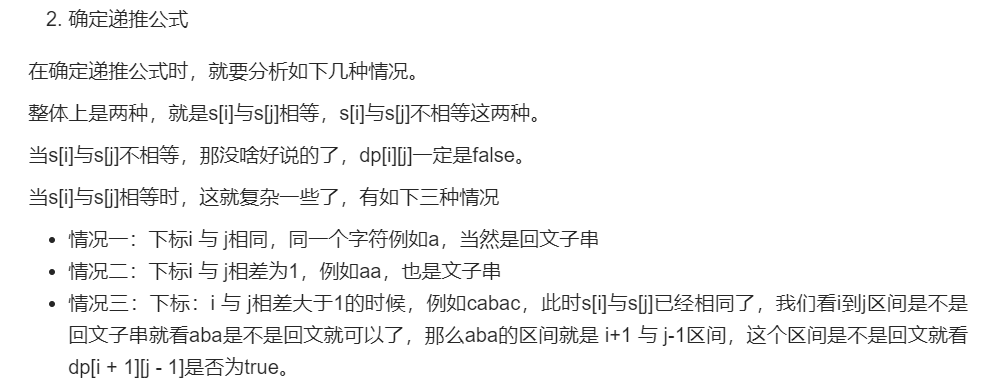 2. 确定递推公式
在确定递推公式时，就要分析如下几种情况。
整体上是两种，就是s[i]与s[j]相等，s[i]与s[j]不相等这两种。
当s[i]与s[j]不相等，那没啥好说的了，dp[i][j]一定是false。
当s[i]与s[j]相等时，这就复杂一些了，有如下三种情况
• 情况一：下标i 与 j相同，同一个字符例如a，当然是回文子串
• 情况二：下标i 与 j相差为1，例如aa，也是文子串
• 情况三：下标：i 与 j相差大于1的时候，例如cabac，此时s[i]与s[j]已经相同了，我们看i到j区间是不是
回文子串就看aba是不是回文就可以了，那么aba的区间就是 i+1 与 j-1区间，这个区间是不是回文就看
dp[i + 1][j - 1]是否为true。